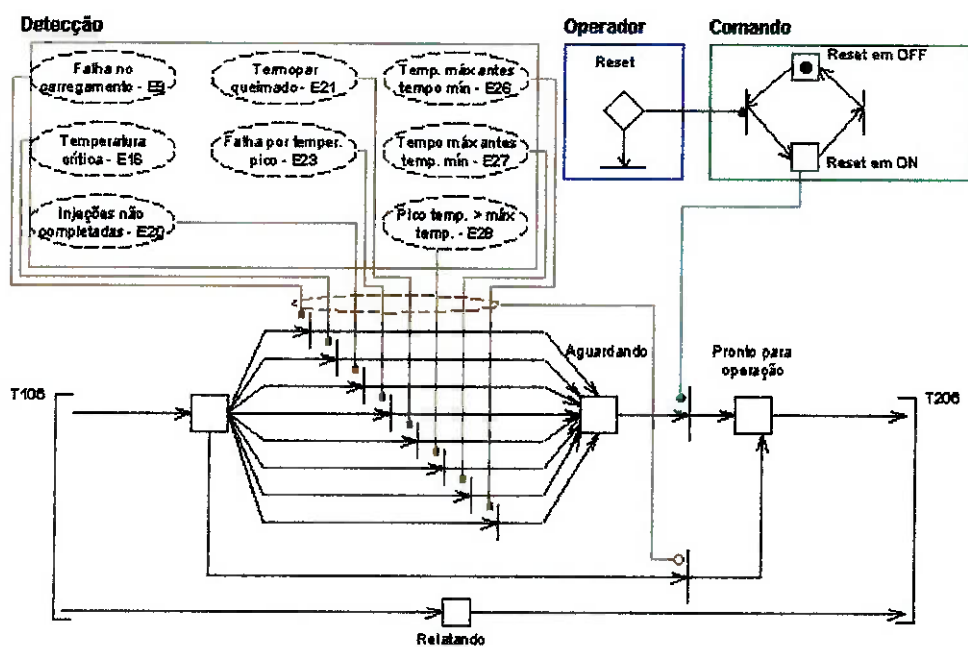 Detecção
Operador
Comando
Falha no
carregamento - E9
Termopar
queimado - E21
Temp. máx antes
tempo mín - E26
Reset
Reset em OFF
Temperatura
crítica - E16
Falha por temper.
pico - E23
Tempo máx antes
temp. mín - E27
Reset em ON
Injeções não
completadas - E20
Pico temp. > máx
temp. - E28
Aguardando
Pronto para
operação
T106
T206
Relatando